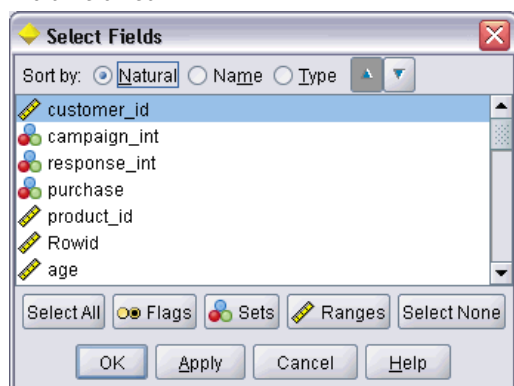 Select Fields
Sort by: Natural Name Type
customer_id
campaign_int
response_int
purchase
product_id
Rowid
age
Select All Flags Sets Ranges Select None
OK Apply Cancel Help